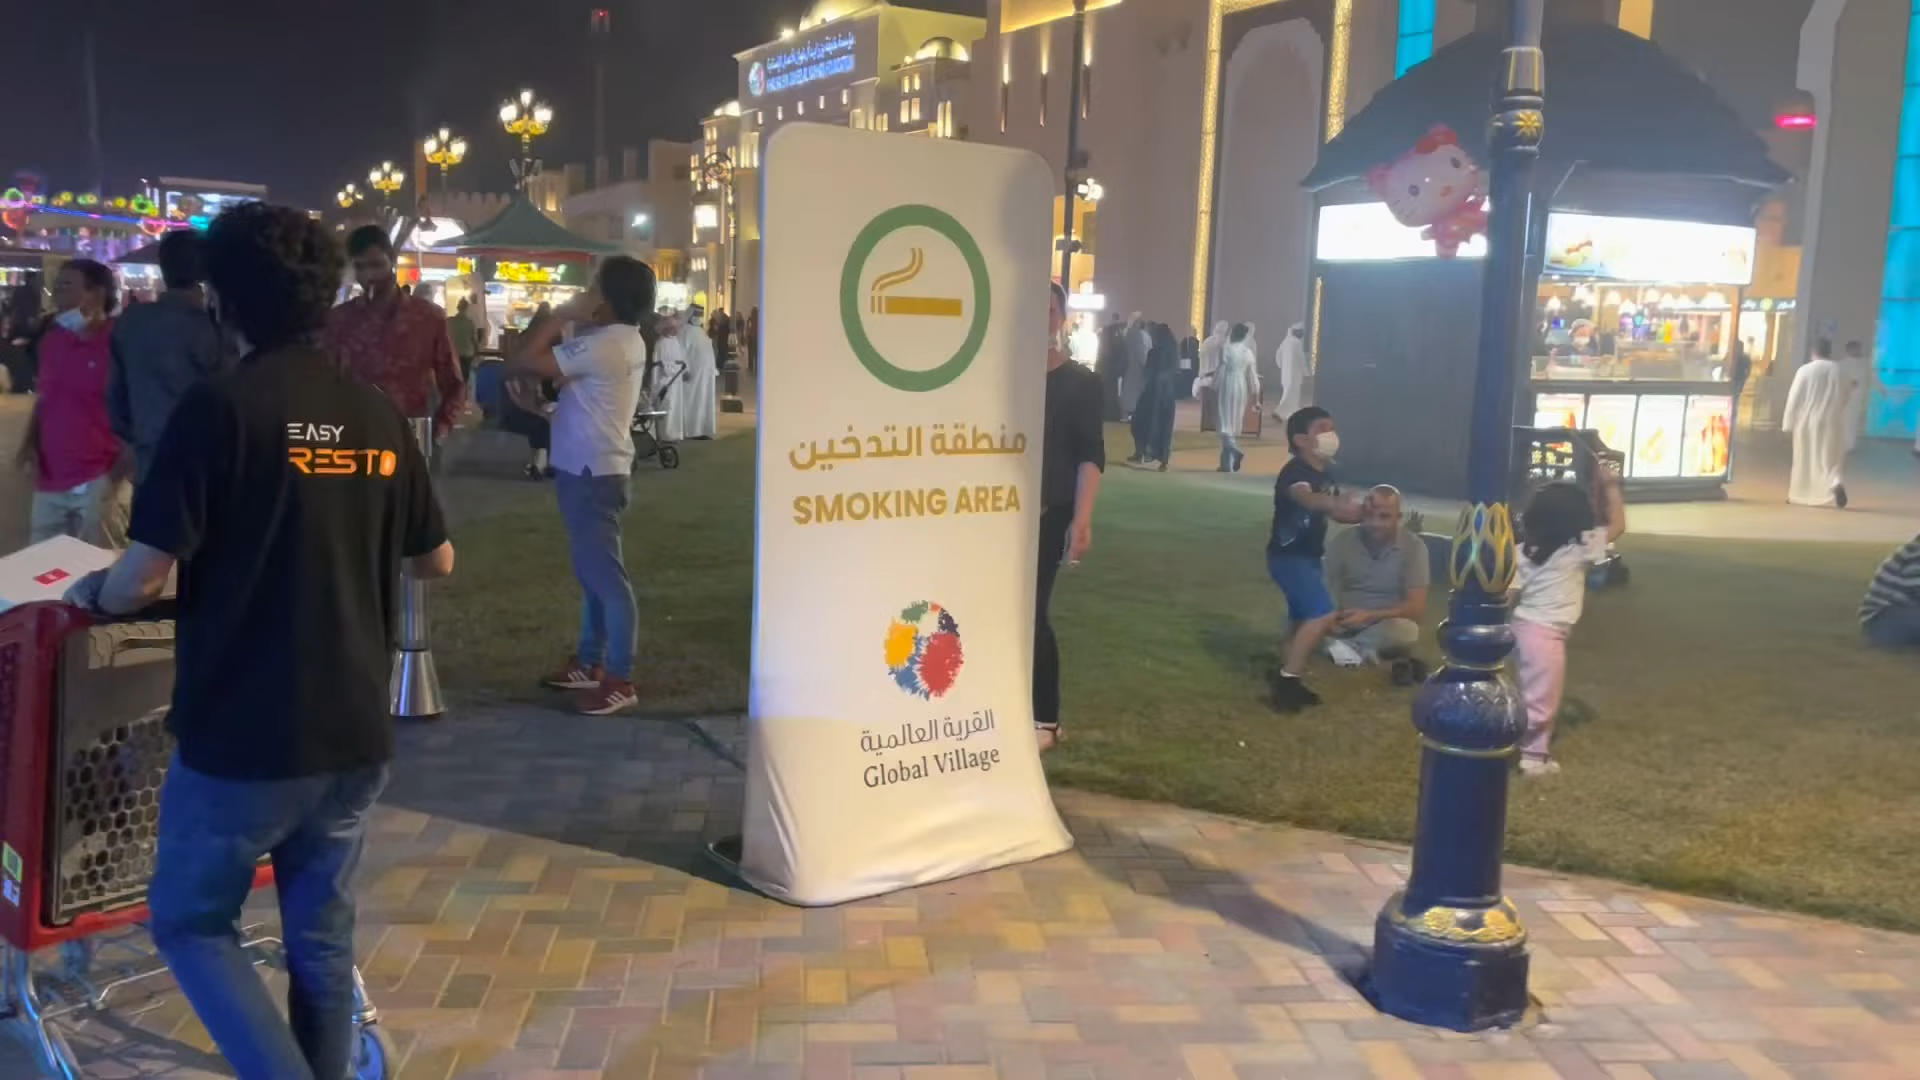 EASY
RESTO
منطقة التدخين
SMOKING AREA
القرية العالمية
Global Village